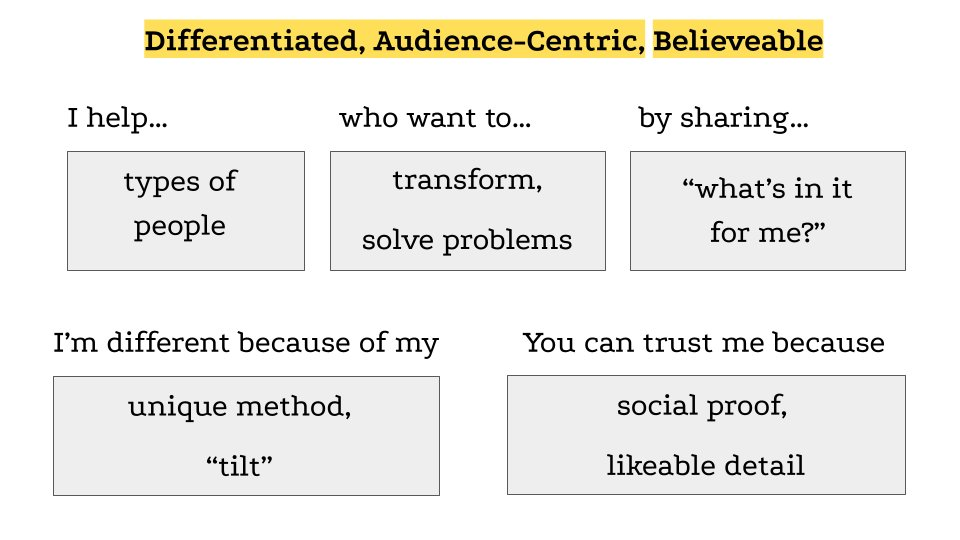 Differentiated, Audience-Centric, Believeable
I help...
who want to...
by sharing...
types of
people
transform,
solve problems
“what’s in it
for me?”
I’m different because of my
You can trust me because
unique method,
“tilt”
social proof,
likeable detail